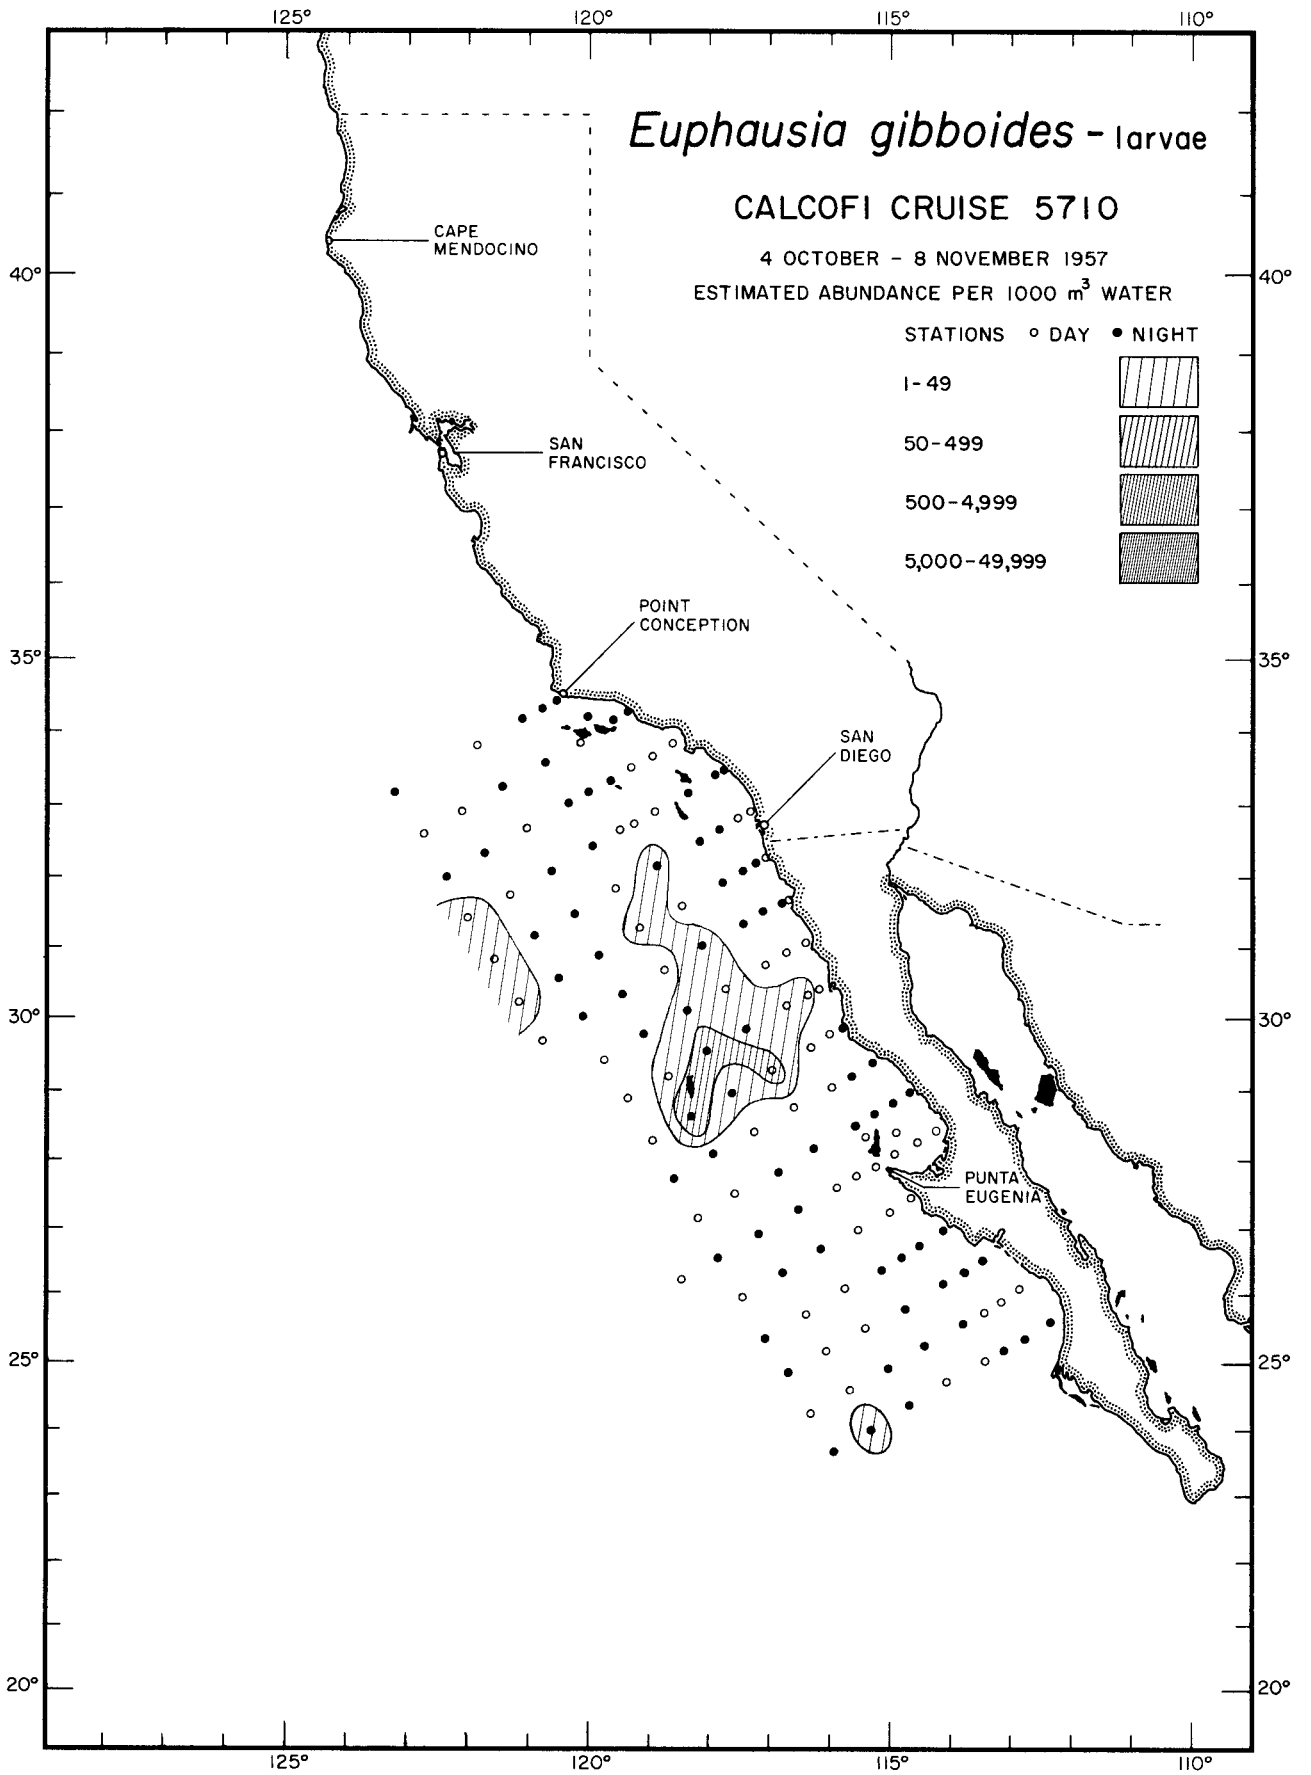 125° 120° 115° 110°
Euphausia gibboides - larvae
CALCOFI CRUISE 5710
4 OCTOBER - 8 NOVEMBER 1957
ESTIMATED ABUNDANCE PER 1000 m³ WATER
STATIONS ○ DAY ● NIGHT
1-49
50-499
500-4,999
5,000-49,999
CAPE
MENDOCINO
40° 40°
SAN
FRANCISCO
POINT
CONCEPTION
35° 35°
SAN
DIEGO
30° 30°
PUNTA
EUGENIA
25° 25°
20° 20°
125° 120° 115° 110°